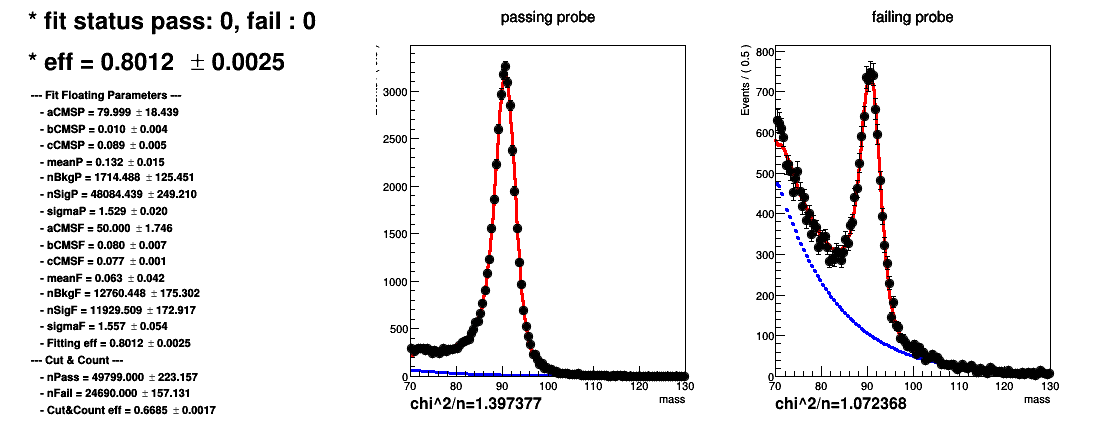 * fit status pass: 0, fail : 0
* eff = 0.8012 ± 0.0025
--- Fit Floating Parameters ---
- aCMSP = 79.999 ± 18.439
- bCMSP = 0.010 ± 0.004
- cCMSP = 0.089 ± 0.005
- meanP = 0.132 ± 0.015
- nBkgP = 1714.488 ± 125.451
- nSigP = 48084.439 ± 249.210
- sigmaP = 1.529 ± 0.020
- aCMSF = 50.000 ± 1.746
- bCMSF = 0.080 ± 0.007
- cCMSF = 0.077 ± 0.001
- meanF = 0.063 ± 0.042
- nBkgF = 12760.448 ± 175.302
- nSigF = 11929.509 ± 172.917
- sigmaF = 1.557 ± 0.054
- Fitting eff = 0.8012 ± 0.0025
--- Cut & Count ---
- nPass = 49799.000 ± 223.157
- nFail = 24690.000 ± 157.131
- Cut&Count eff = 0.6685 ± 0.0017
passing probe
3000
2500
2000
1500
1000
500
0
70 80 90 100 110 120 130
mass
chi^2/n=1.397377
failing probe
Events / ( 0.5 )
800
700
600
500
400
300
200
100
0
70 80 90 100 110 120 130
mass
chi^2/n=1.072368